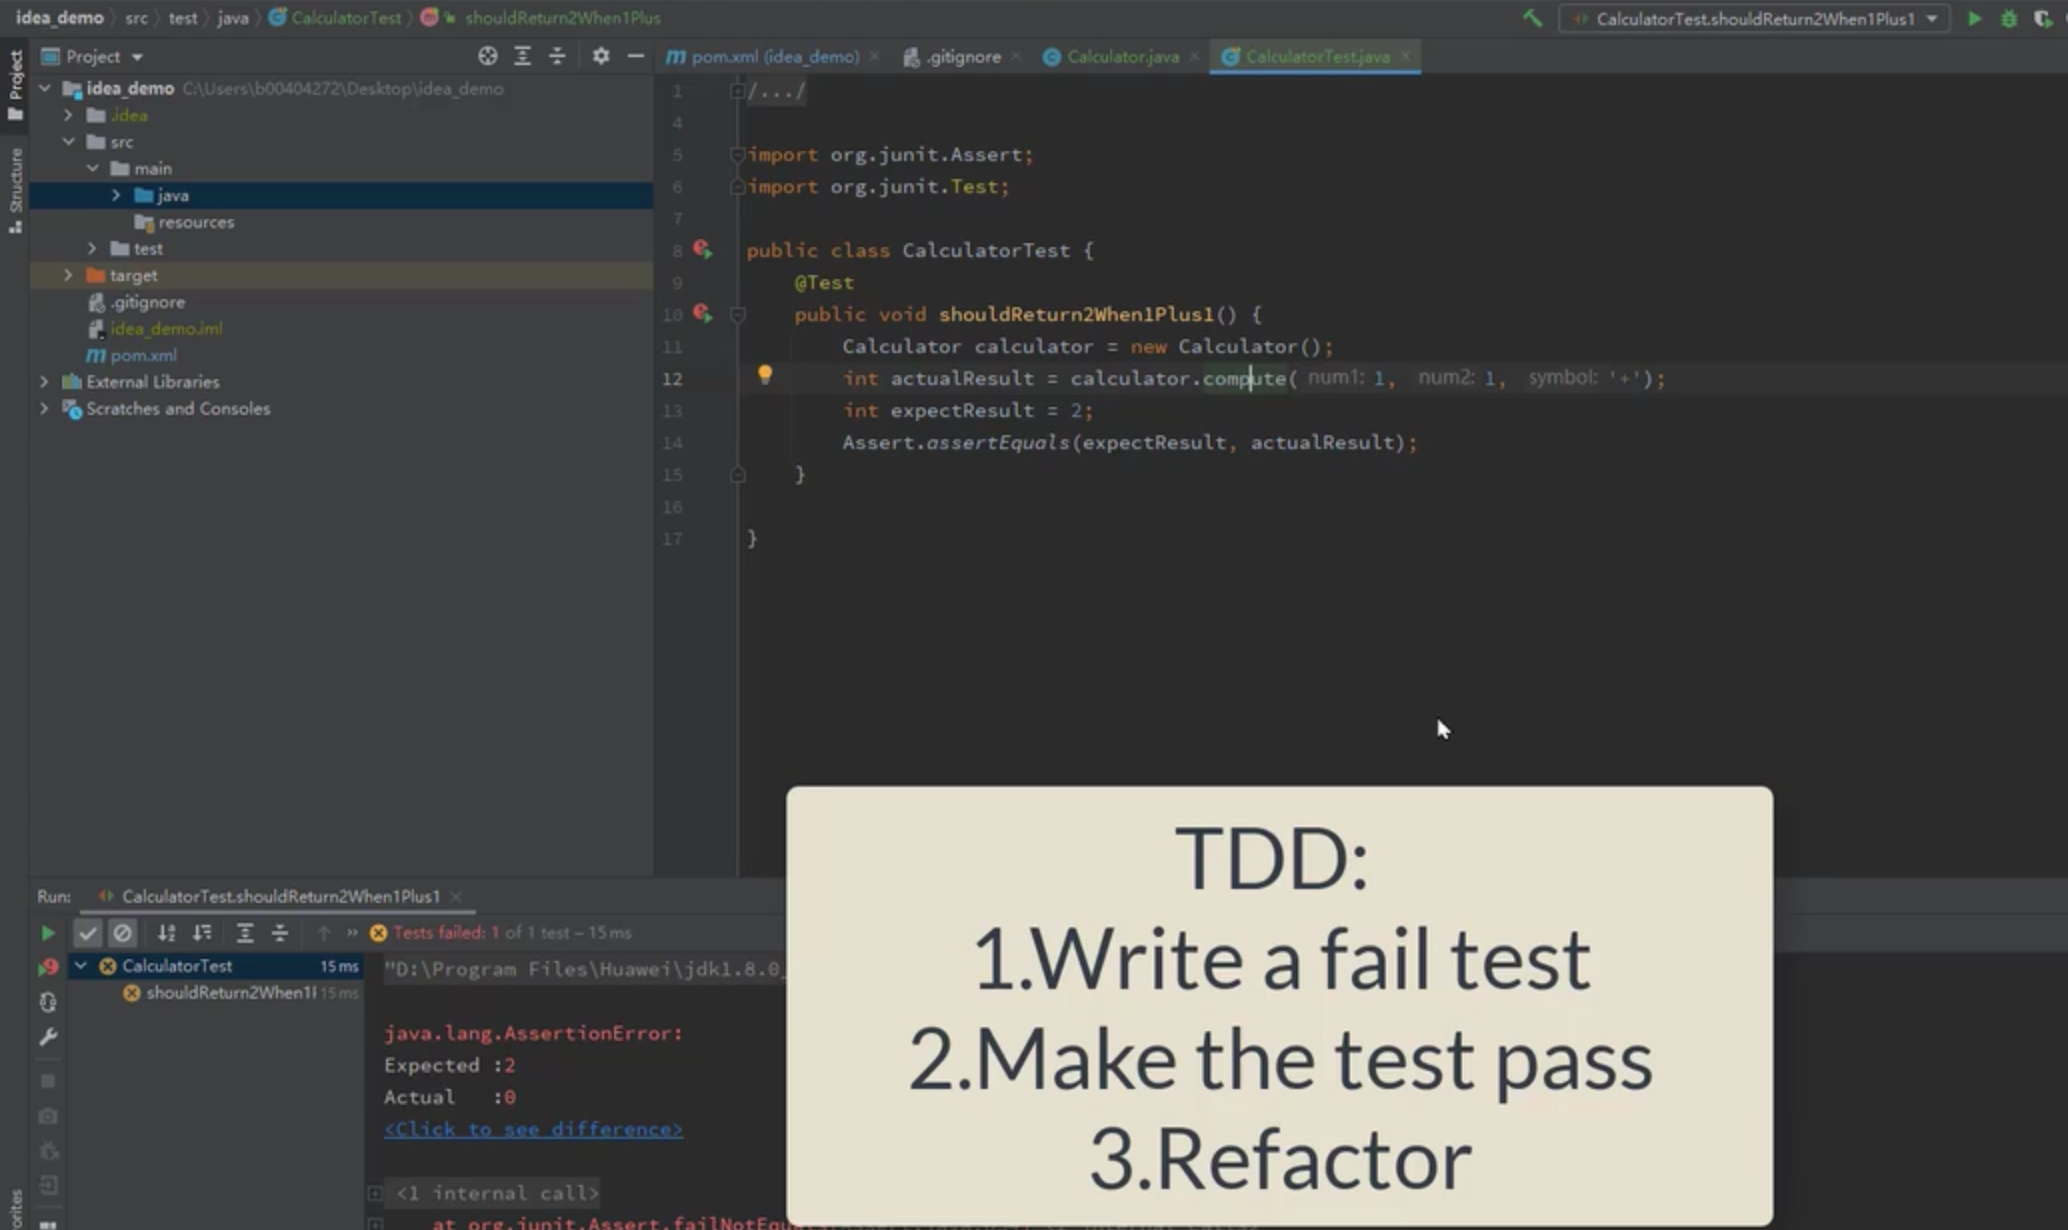 idea_demo src test java CalculatorTest shouldReturn2When1Plus
CalculatorTest.shouldReturn2When1Plus1
Project
Structure
Project
pom.xml (idea_demo)
.gitignore
Calculator.java
CalculatorTest.java
idea_demo C:\Users\b00404272\Desktop\idea_demo
.idea
src
main
java
resources
test
target
.gitignore
idea_demo.iml
pom.xml
External Libraries
Scratches and Consoles
1 /.../
4
5 import org.junit.Assert;
6 import org.junit.Test;
7
8 public class CalculatorTest {
9 @Test
10 public void shouldReturn2When1Plus1() {
11 Calculator calculator = new Calculator();
12 int actualResult = calculator.compute( num1: 1, num2: 1, symbol: '+');
13 int expectResult = 2;
14 Assert.assertEquals(expectResult, actualResult);
15 }
16
17 }
Run: CalculatorTest.shouldReturn2When1Plus1
Tests failed: 1 of 1 test – 15 ms
CalculatorTest 15 ms
shouldReturn2When1 15 ms
"D:\Program Files\Huawei\jdk1.8.0_
java.lang.AssertionError:
Expected :2
Actual :0
<Click to see difference>
<1 internal call>
at org.junit.Assert.failNotEqu
TDD:
1.Write a fail test
2.Make the test pass
3.Refactor